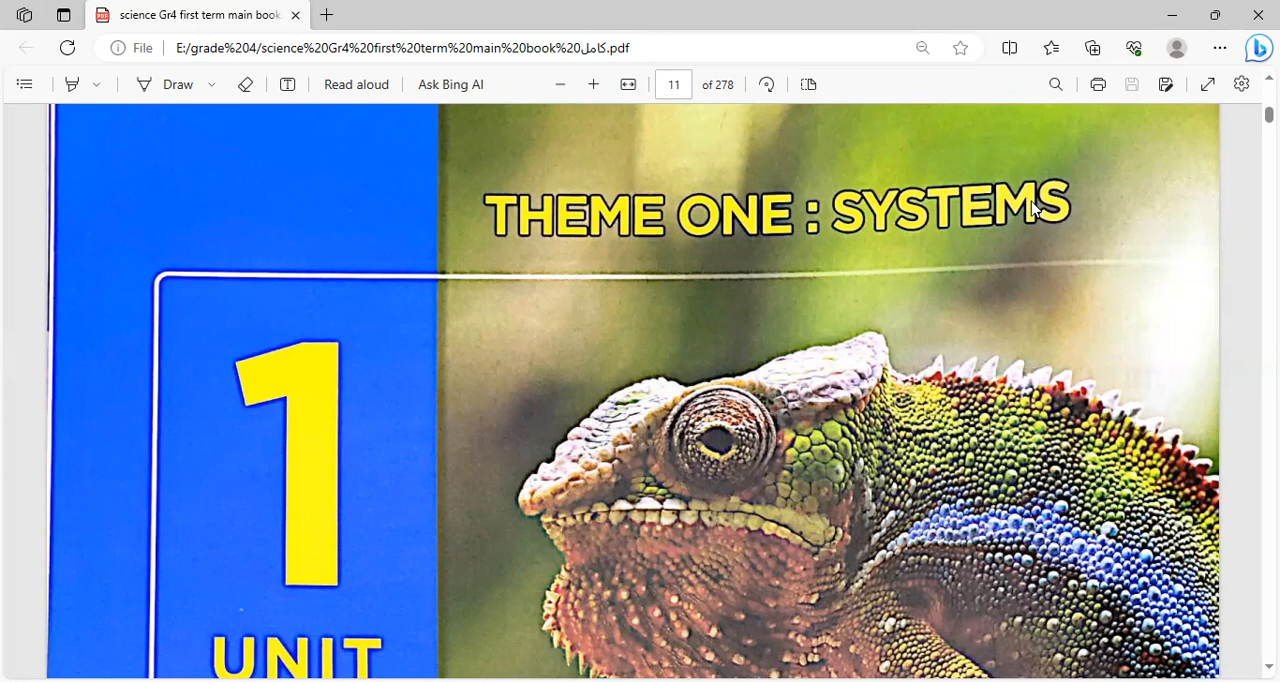 science Gr4 first term main book
File
E:/grade%204/science%20Gr4%20first%20term%20main%20book%20كامل.pdf
Draw
Read aloud
Ask Bing AI
11
of 278
THEME ONE : SYSTEMS
1
UNIT